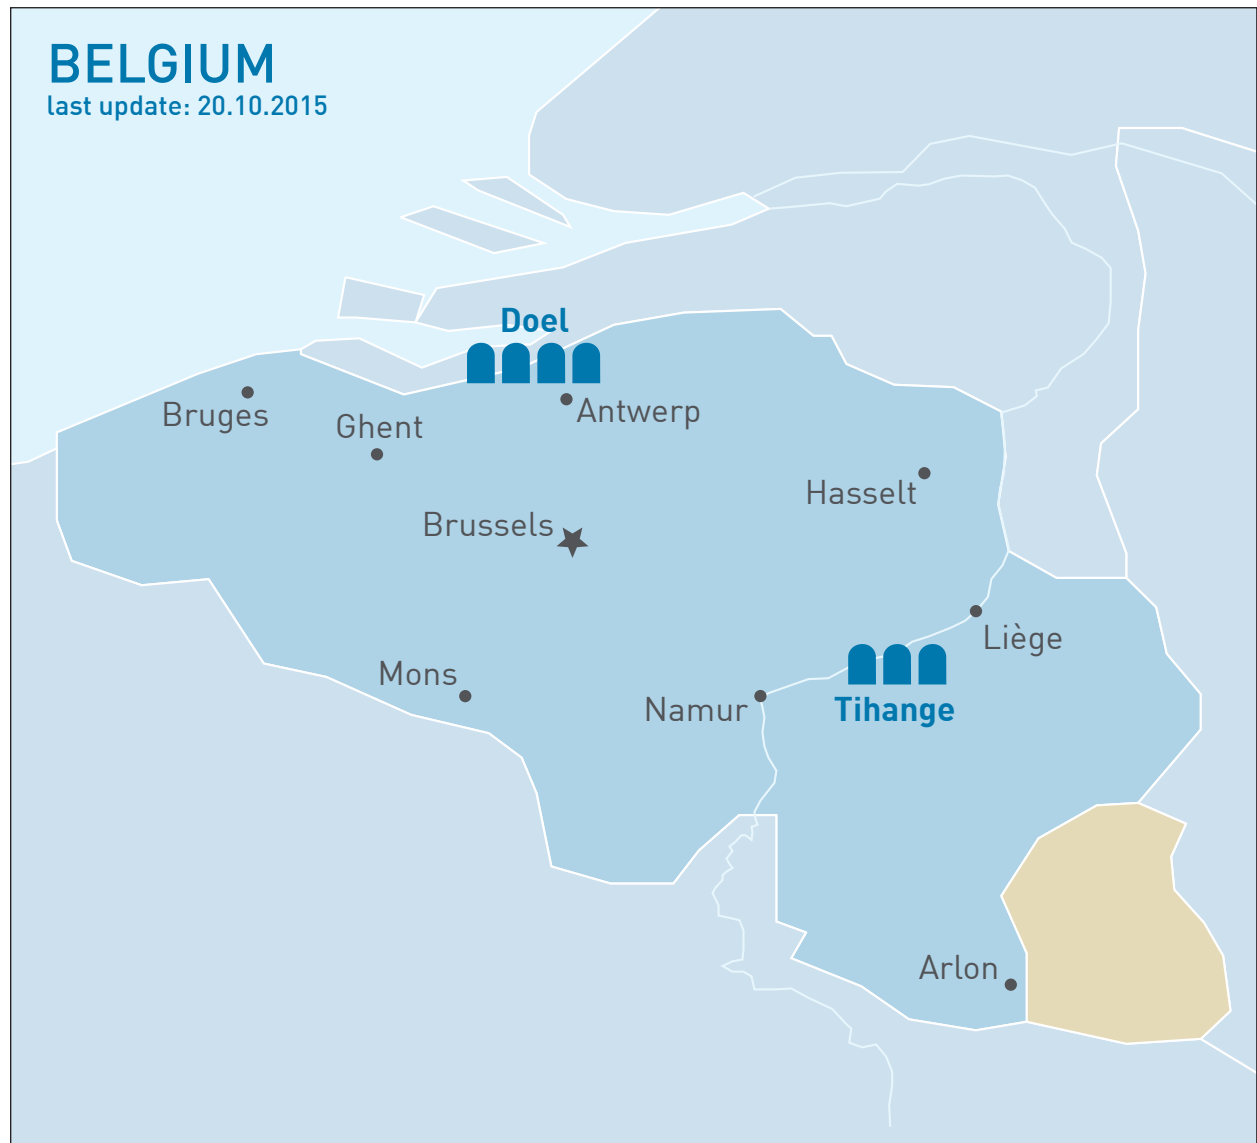 BELGIUM
last update: 20.10.2015
Doel
Bruges
Antwerp
Ghent
Hasselt
Brussels
Liège
Mons
Namur
Tihange
Arlon